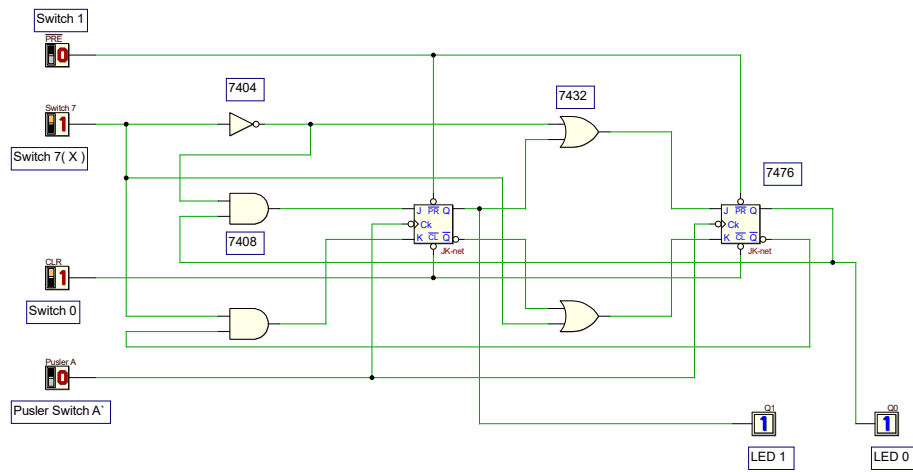 Switch 1
PRE
0
7404
7432
Switch 7
1
Switch 7( X )
7476
J PR Q
Ck
K CL Q
JK-net
J PR Q
Ck
K CL Q
JK-net
7408
CLR
1
Switch 0
Pusler A
0
Pusler Switch A`
Q1
1
LED 1
Q0
1
LED 0